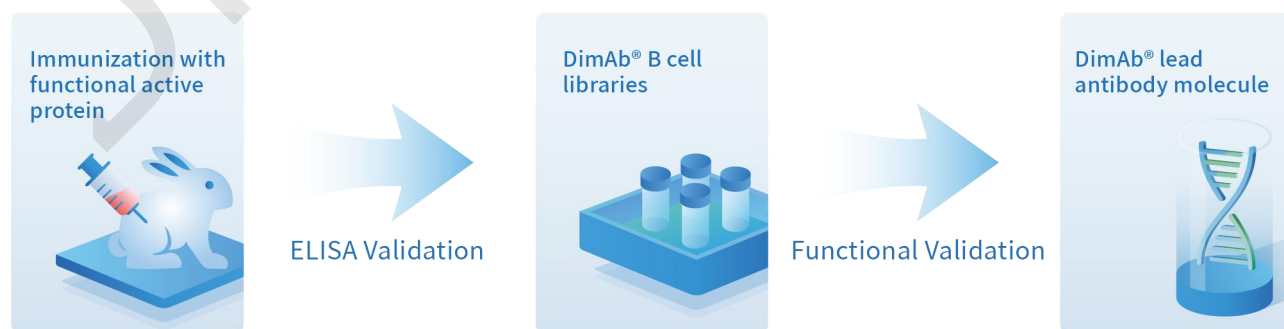 Immunization with
functional active
protein
ELISA Validation
DimAb® B cell
libraries
Functional Validation
DimAb® lead
antibody molecule